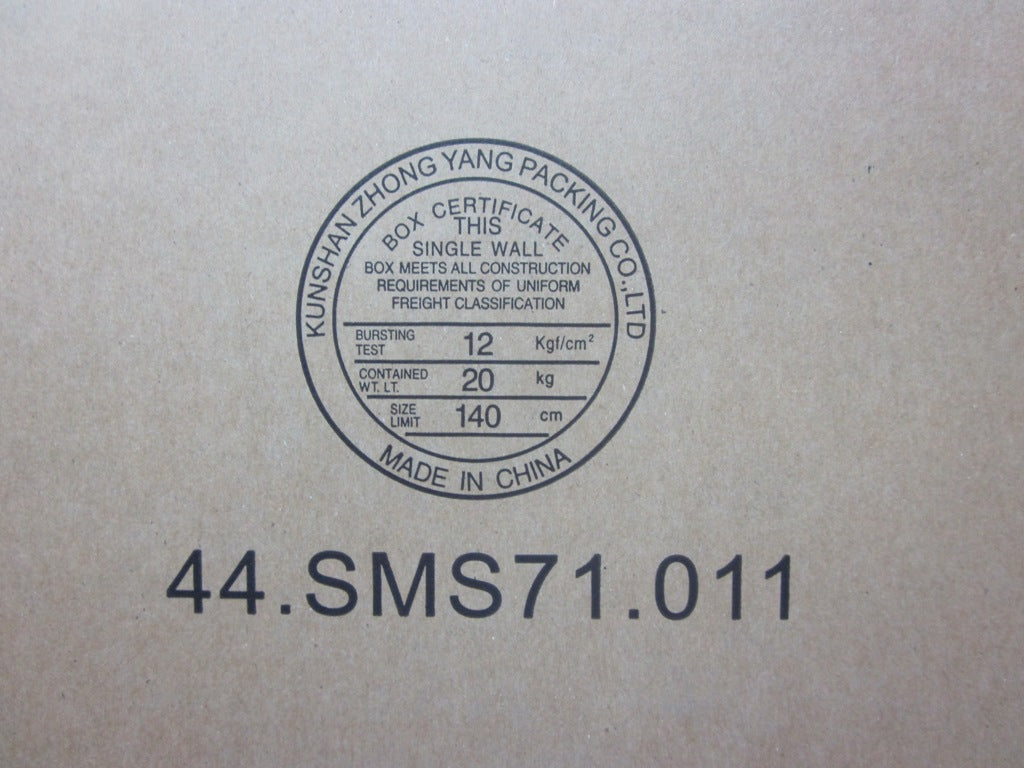 KUNSHAN ZHONG YANG PACKING CO.,LTD
BOX CERTIFICATE
THIS
SINGLE WALL
BOX MEETS ALL CONSTRUCTION
REQUIREMENTS OF UNIFORM
FREIGHT CLASSIFICATION
BURSTING TEST 12 Kgf/cm²
CONTAINED WT. LT. 20 kg
SIZE LIMIT 140 cm
MADE IN CHINA
44.SMS71.011